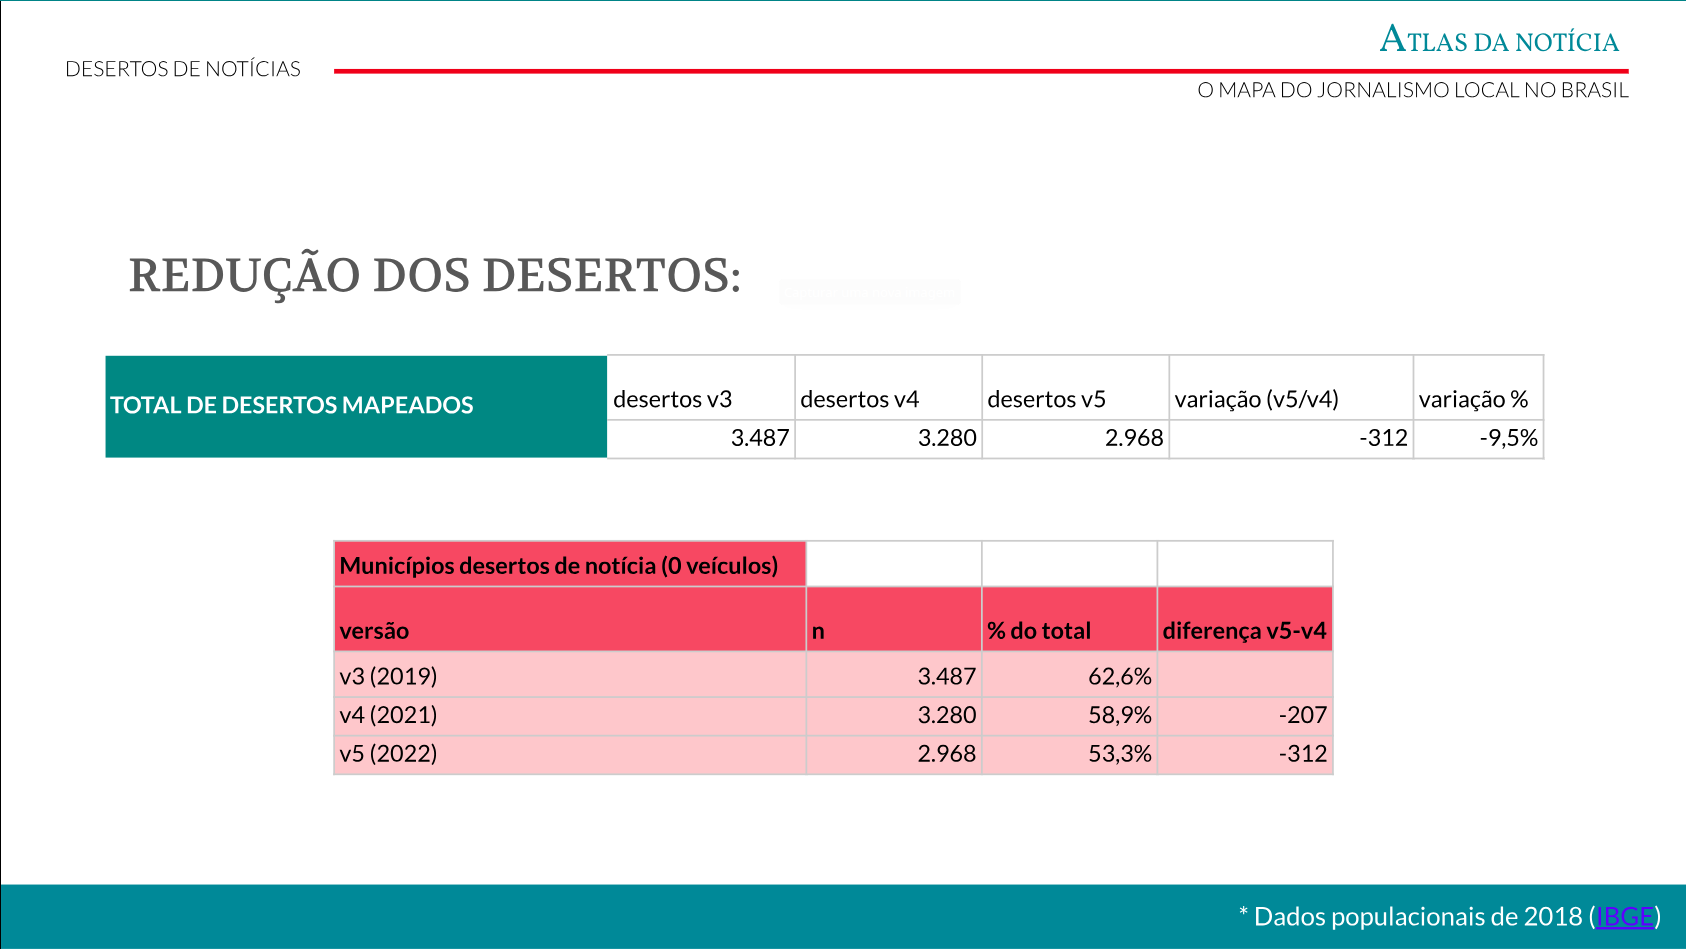 ATLAS DA NOTÍCIA
DESERTOS DE NOTÍCIAS
O MAPA DO JORNALISMO LOCAL NO BRASIL
REDUÇÃO DOS DESERTOS:
TOTAL DE DESERTOS MAPEADOS
desertos v3 desertos v4 desertos v5 variação (v5/v4) variação %
3.487 3.280 2.968 -312 -9,5%
Municípios desertos de notícia (0 veículos)
versão n % do total diferença v5-v4
v3 (2019) 3.487 62,6%
v4 (2021) 3.280 58,9% -207
v5 (2022) 2.968 53,3% -312
* Dados populacionais de 2018 (IBGE)